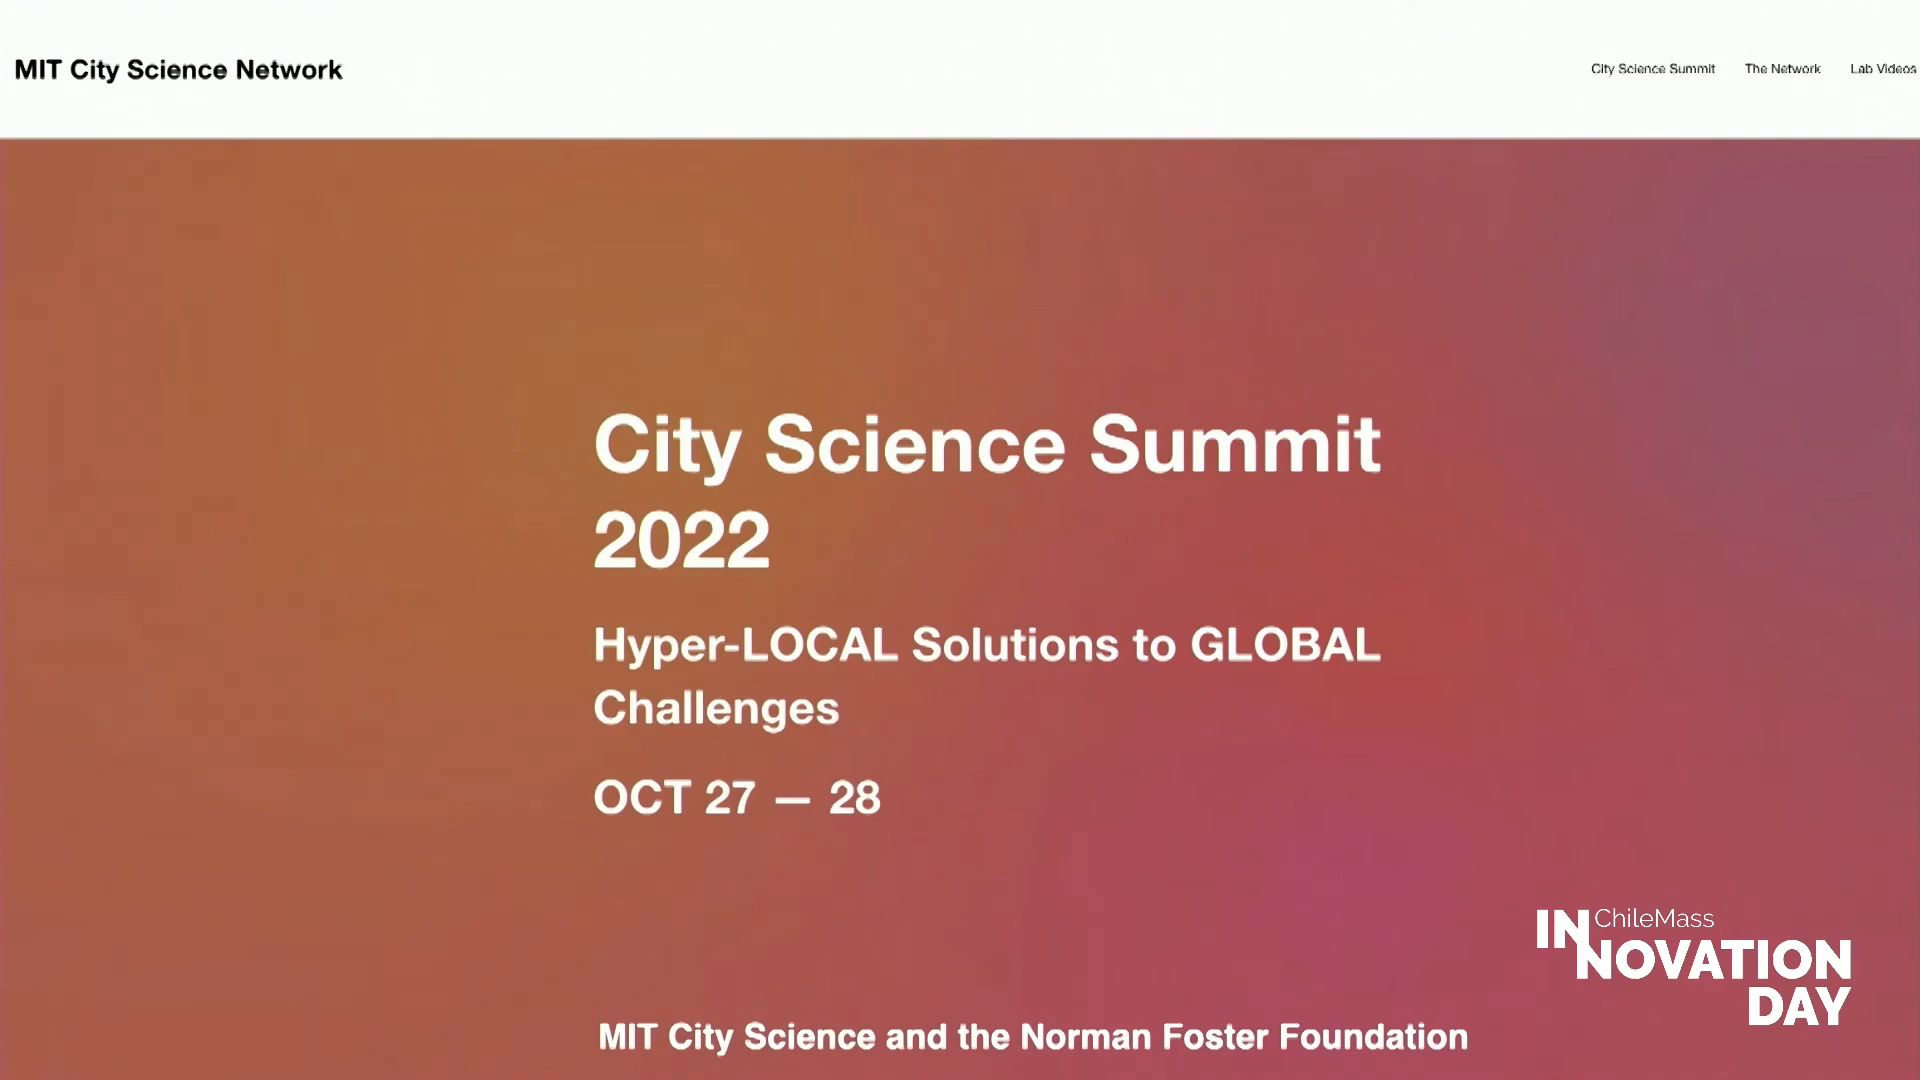 MIT City Science Network
City Science Summit
The Network
Lab Videos
City Science Summit
2022
Hyper-LOCAL Solutions to GLOBAL
Challenges
OCT 27 — 28
ChileMass
INNOVATION
DAY
MIT City Science and the Norman Foster Foundation